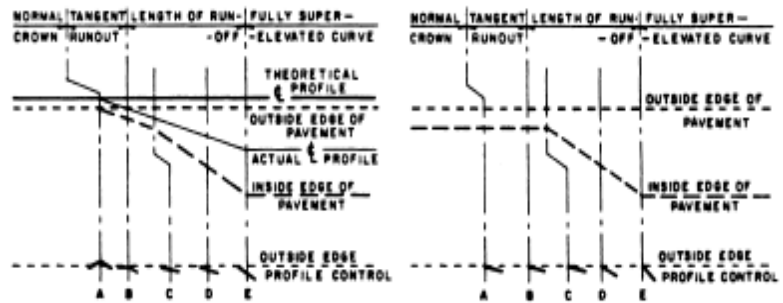 NORMAL TANGENT LENGTH OF RUN- FULLY SUPER-
CROWN RUNOUT -OFF -ELEVATED CURVE
THEORETICAL
℄ PROFILE
OUTSIDE EDGE OF
PAVEMENT
℄
ACTUAL PROFILE
INSIDE EDGE OF
PAVEMENT
OUTSIDE EDGE
PROFILE CONTROL
A B C D E
NORMAL TANGENT LENGTH OF RUN- FULLY SUPER-
CROWN RUNOUT -OFF -ELEVATED CURVE
OUTSIDE EDGE OF
PAVEMENT
INSIDE EDGE OF
PAVEMENT
OUTSIDE EDGE
PROFILE CONTROL
A B C D E